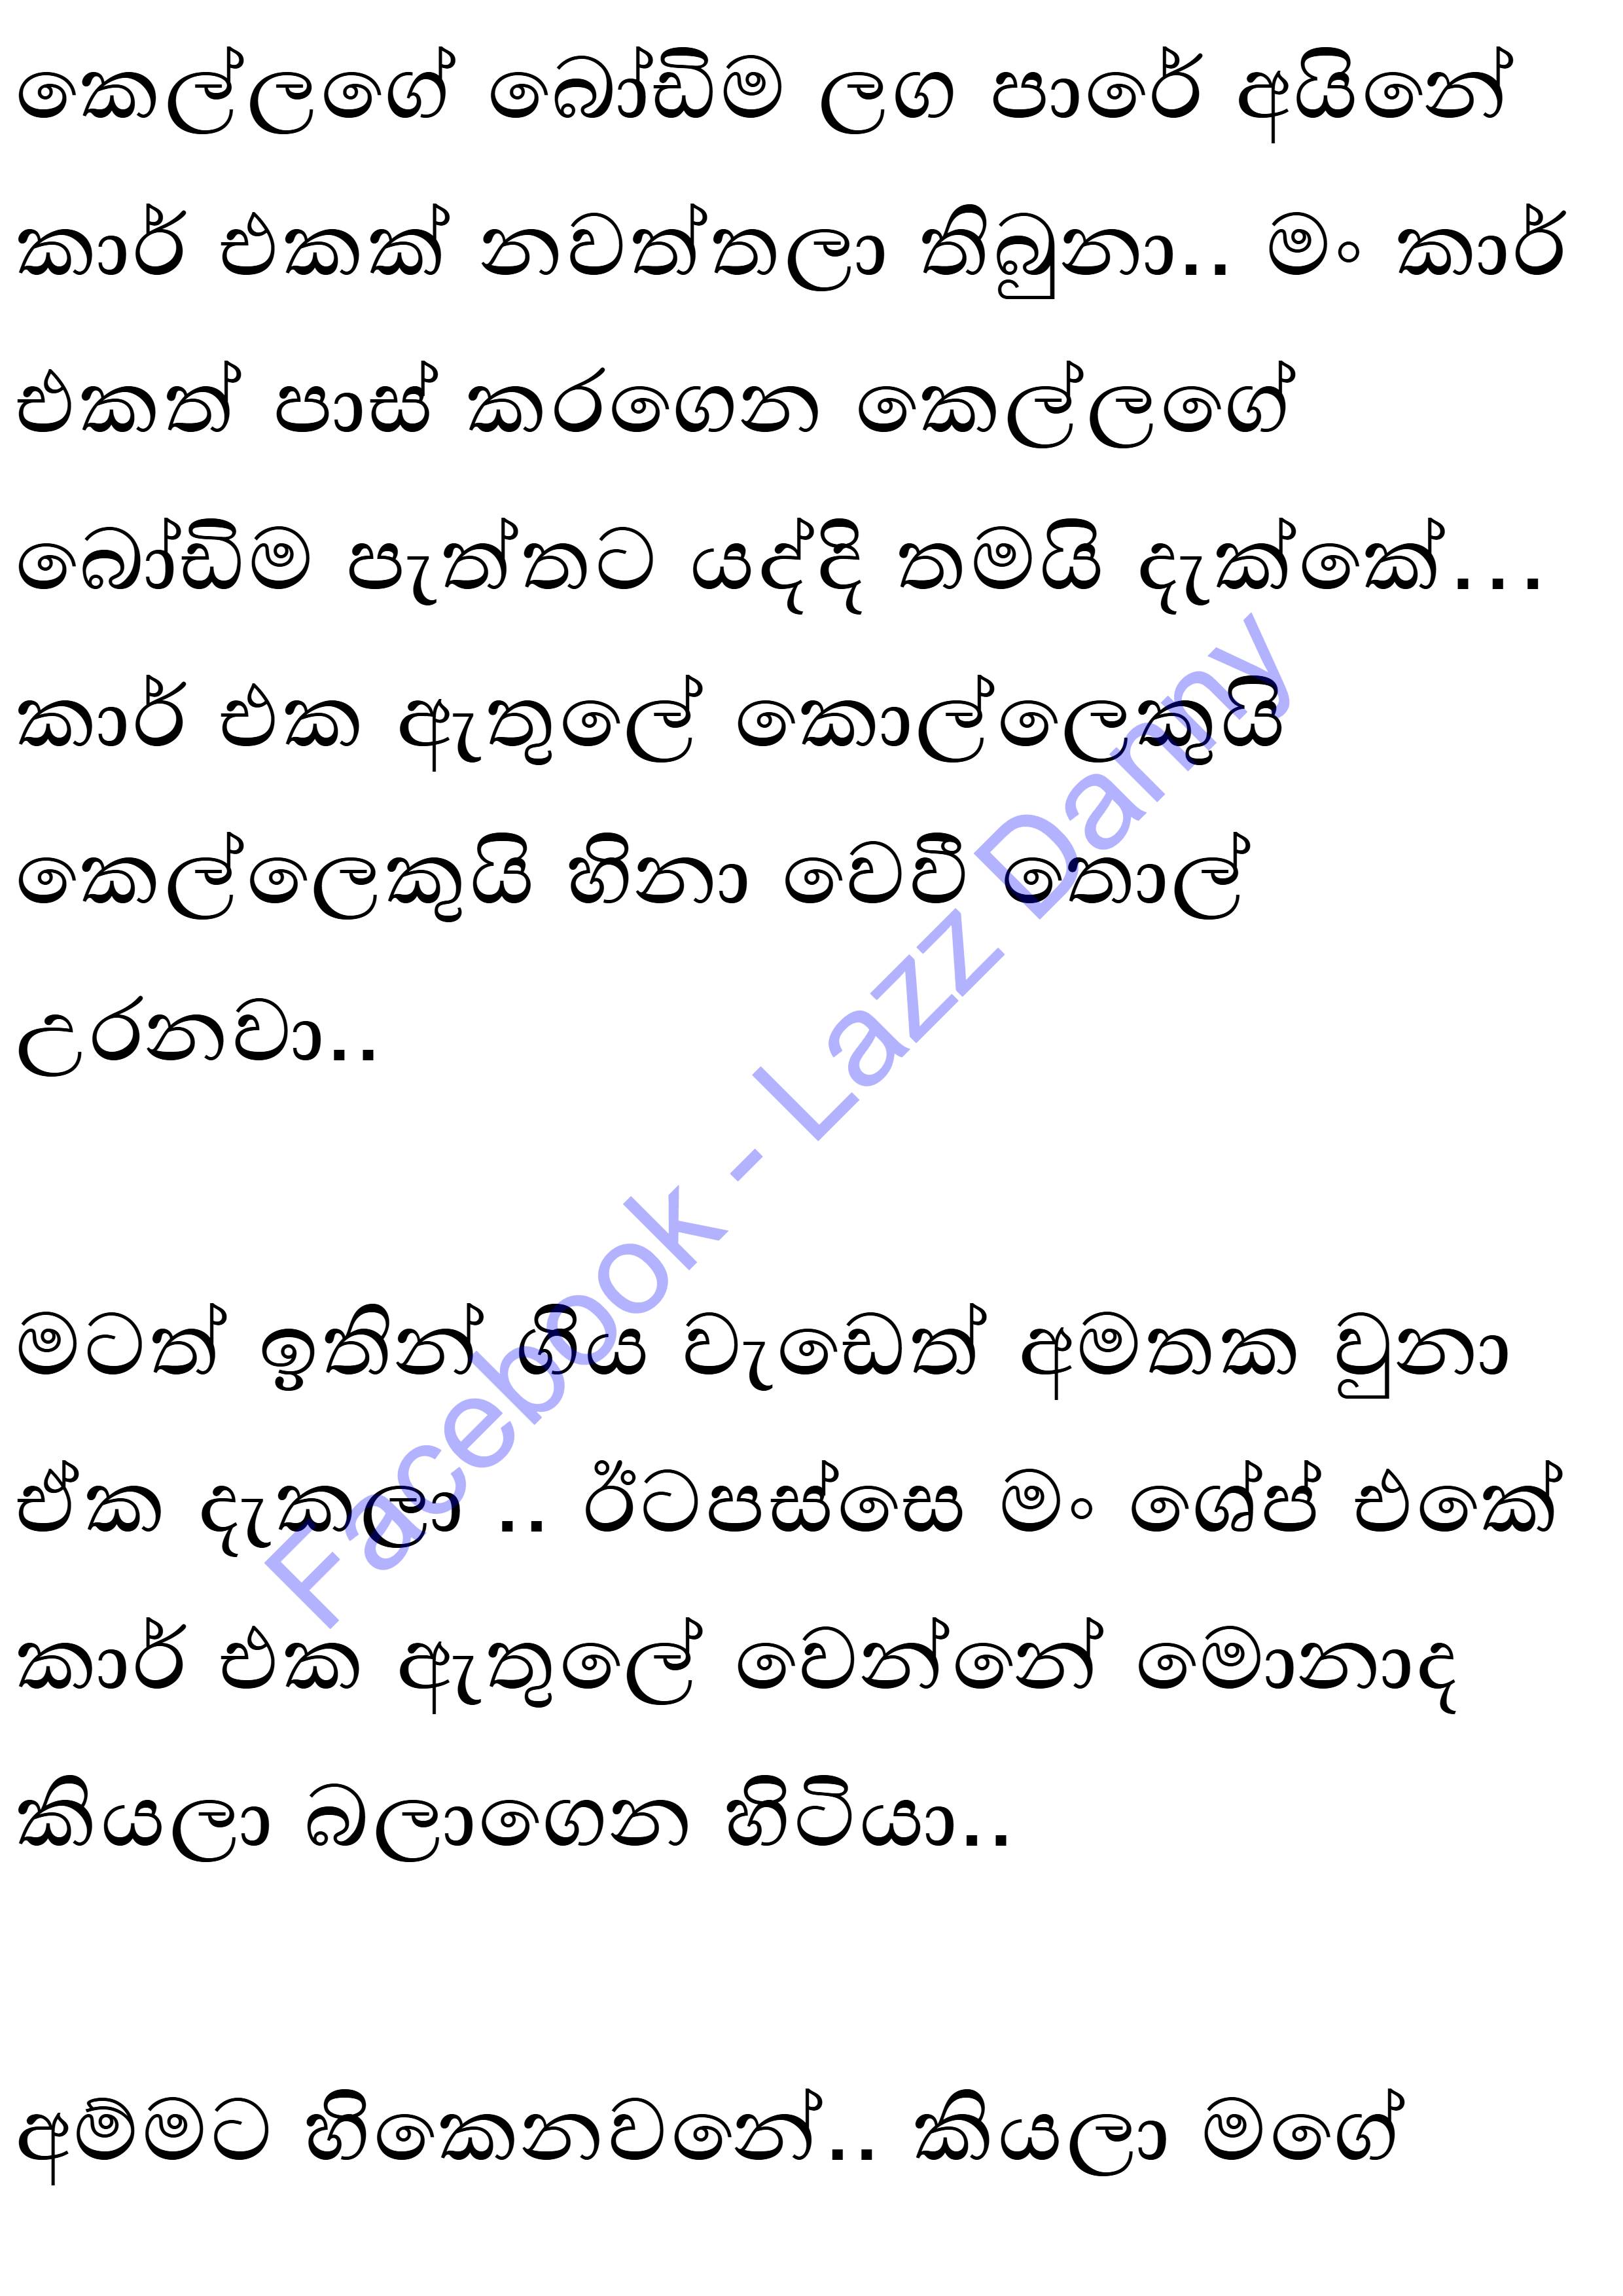 කෙල්ලගේ බෝඩිම ලග පාරේ අයිනේ
කාර් එකක් නවත්තලා තිබුනා.. මං කාර්
එකත් පාස් කරගෙන කෙල්ලගේ
බෝඩිම පැත්තට යද්දි තමයි දැක්කේ...
කාර් එක ඇතුලේ කොල්ලෙකුයි
කෙල්ලෙකුයි හිනා වෙවී තොල්
උරනවා..
මටත් ඉතින් ගිය වැඩෙත් අමතක වුනා
ඒක දැකලා .. ඊටපස්සෙ මං ශේප් එකේ
කාර් එක ඇතුලේ වෙන්නේ මොනාද
කියලා බලාගෙන හිටියා..
අම්මට හිකෙනවනේ.. කියලා මගේ
Facebook - Lazz Danny